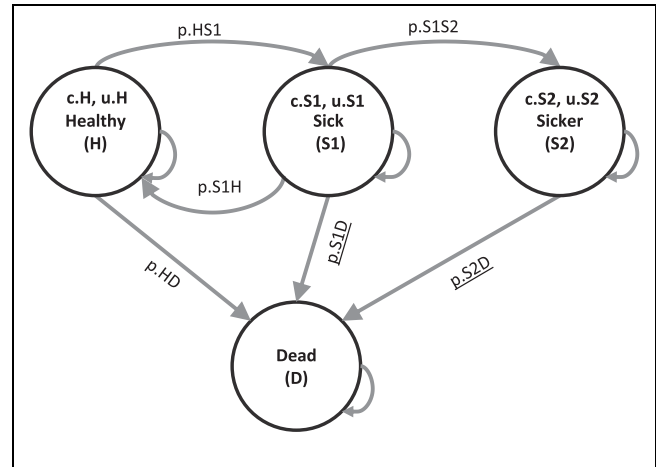 p.HS1
p.S1S2
c.H, u.H
Healthy
(H)
c.S1, u.S1
Sick
(S1)
c.S2, u.S2
Sicker
(S2)
p.S1H
p.HD
p.S1D
p.S2D
Dead
(D)